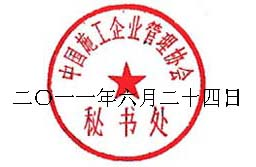 中国施工企业管理协会
二〇一一年六月二十四日
秘书处